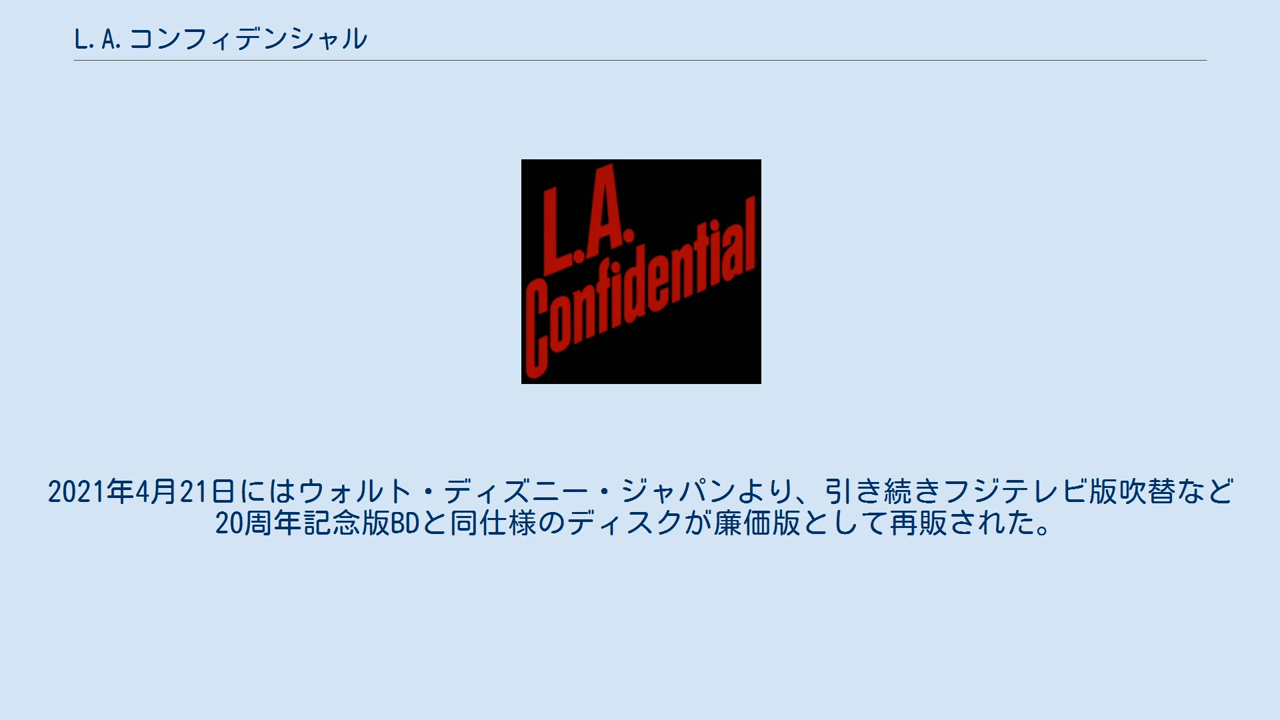 L.A.コンフィデンシャル
L.A.
Confidential
2021年4月21日にはウォルト・ディズニー・ジャパンより、引き続きフジテレビ版吹替など
20周年記念版BDと同仕様のディスクが廉価版として再販された。